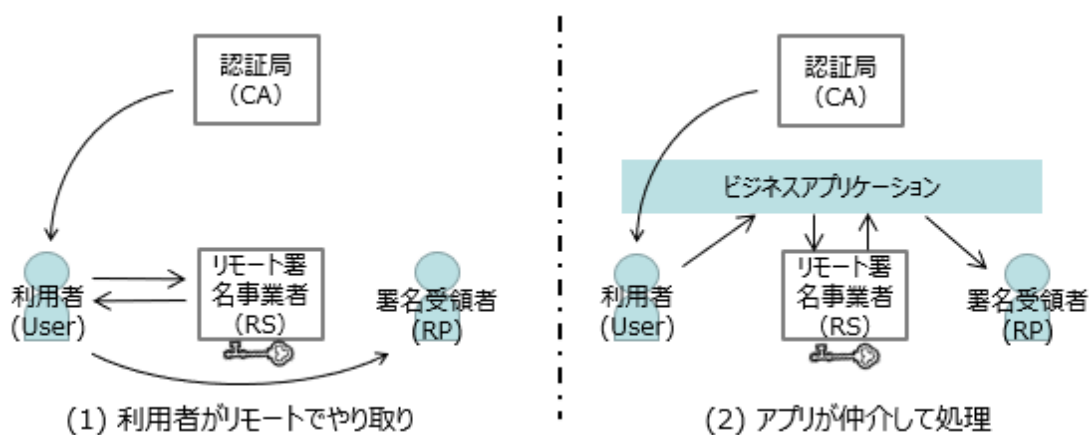 認証局
(CA)
利用者
(User)
リモート署
名事業者
(RS)
署名受領者
(RP)
(1) 利用者がリモートでやり取り
認証局
(CA)
ビジネスアプリケーション
利用者
(User)
リモート署
名事業者
(RS)
署名受領者
(RP)
(2) アプリが仲介して処理